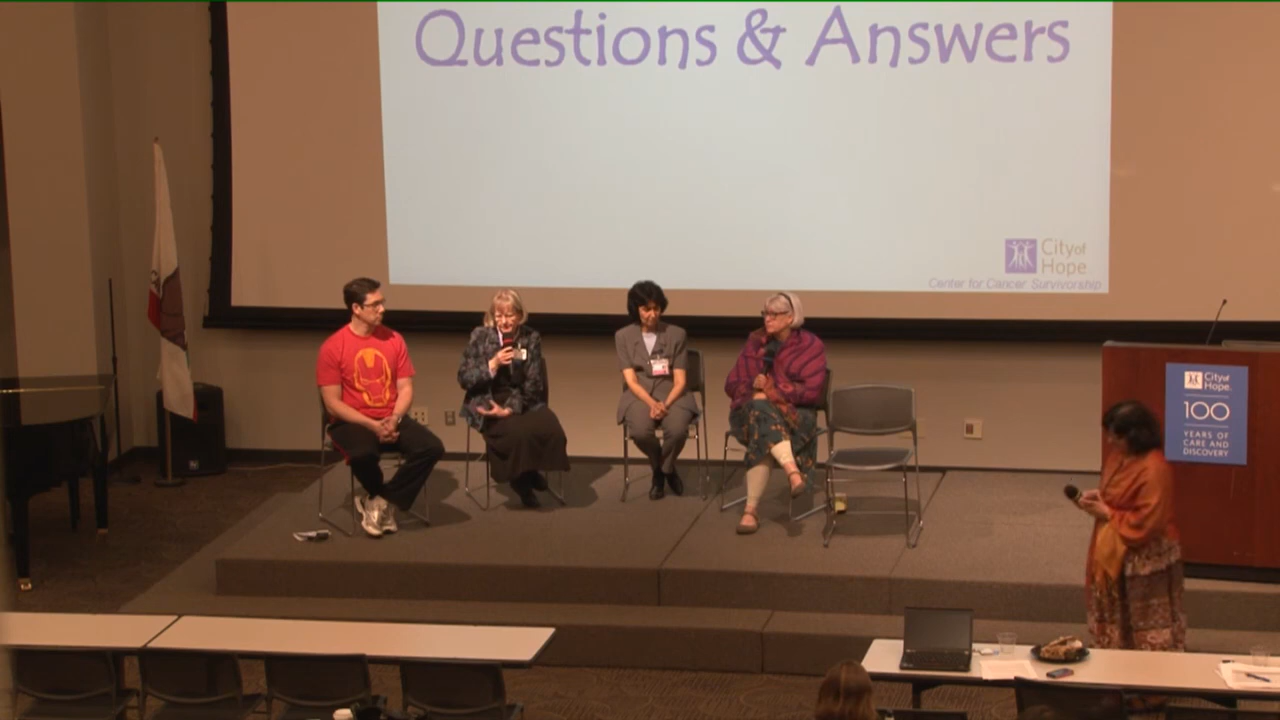 Questions & Answers
City of
Hope
Center for Cancer Survivorship
City of
Hope
100
YEARS OF
CARE AND
DISCOVERY